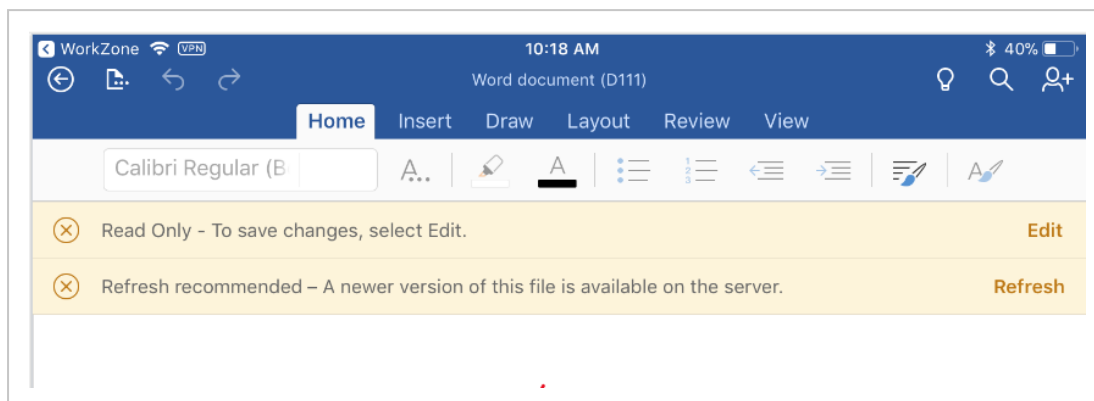 WorkZone VPN 10:18 AM 40%
Word document (D111)
Home Insert Draw Layout Review View
Calibri Regular (B A.. A A
Read Only - To save changes, select Edit. Edit
Refresh recommended – A newer version of this file is available on the server. Refresh